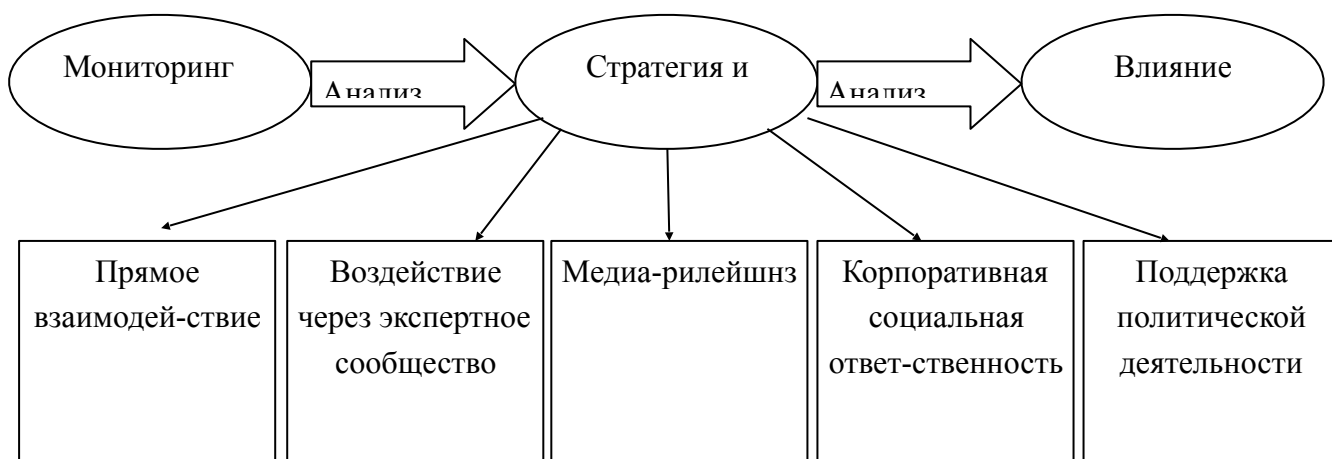 Мониторинг
Анализ
Стратегия и
Анализ
Влияние
Прямое
взаимодей-ствие
Воздействие
через экспертное
сообщество
Медиа-рилейшнз
Корпоративная
социальная
ответ-ственность
Поддержка
политической
деятельности